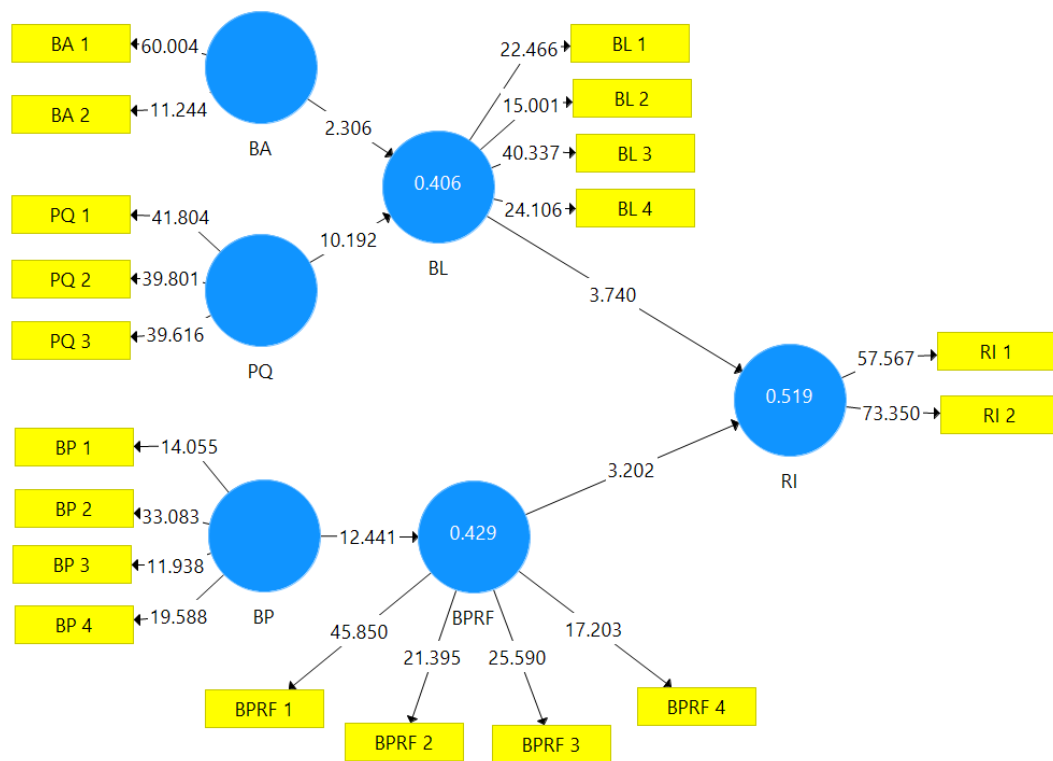 BA 1
60.004
BA 2
11.244
BA
2.306
BL 1
22.466
BL 2
15.001
BL 3
40.337
BL 4
24.106
0.406
BL
PQ 1
41.804
PQ 2
39.801
PQ 3
39.616
PQ
10.192
3.740
RI 1
57.567
RI 2
73.350
0.519
RI
BP 1
14.055
BP 2
33.083
BP 3
11.938
BP 4
19.588
BP
12.441
0.429
BPRF
3.202
45.850
21.395
25.590
17.203
BPRF 1
BPRF 2
BPRF 3
BPRF 4